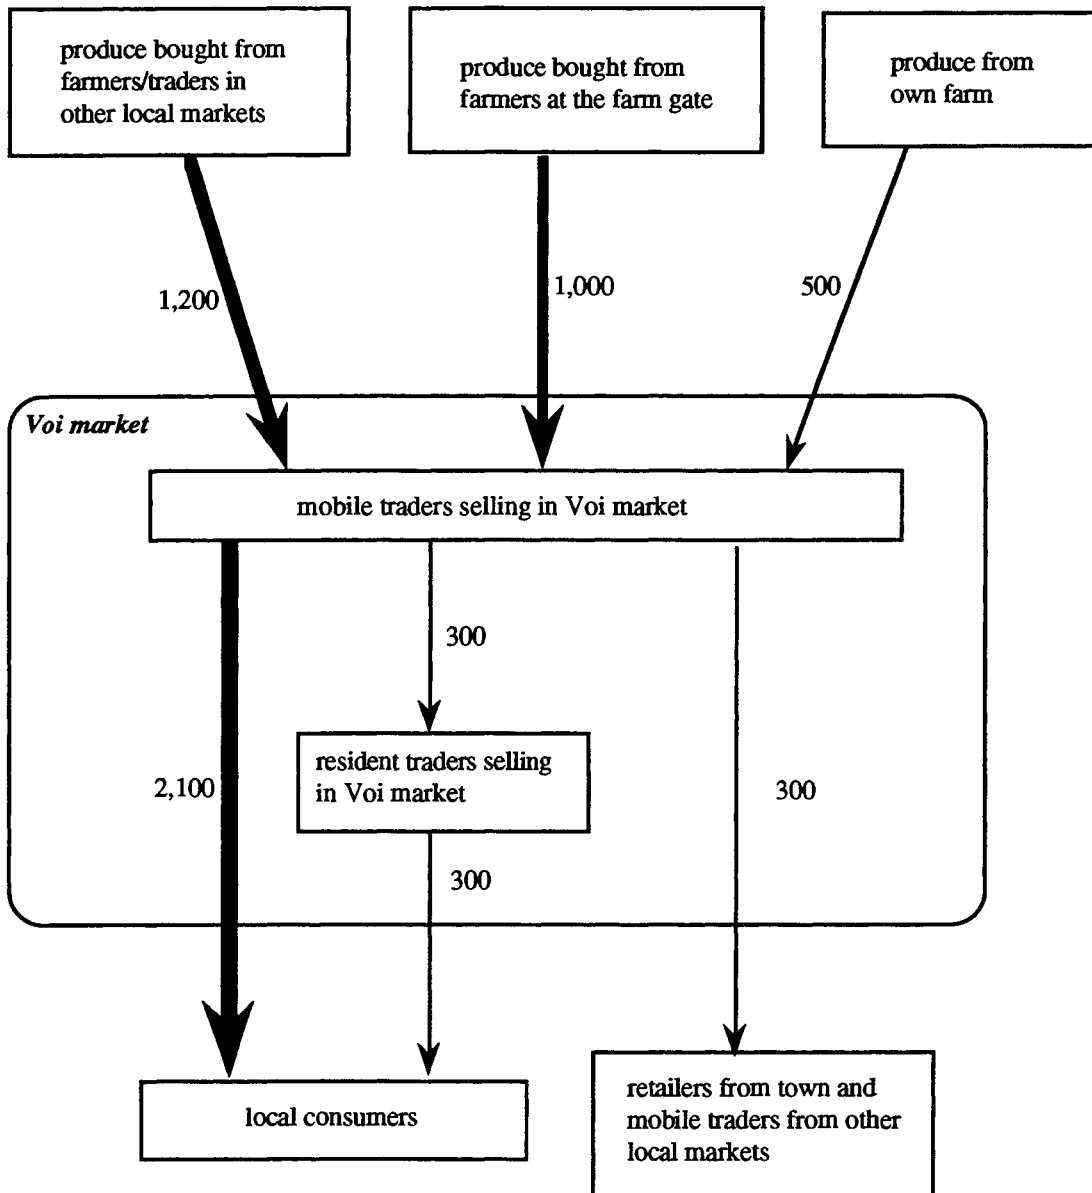 produce bought from
farmers/traders in
other local markets
produce bought from
farmers at the farm gate
produce from
own farm
1,200
1,000
500
Voi market
mobile traders selling in Voi market
300
resident traders selling
in Voi market
2,100
300
300
local consumers
retailers from town and
mobile traders from other
local markets